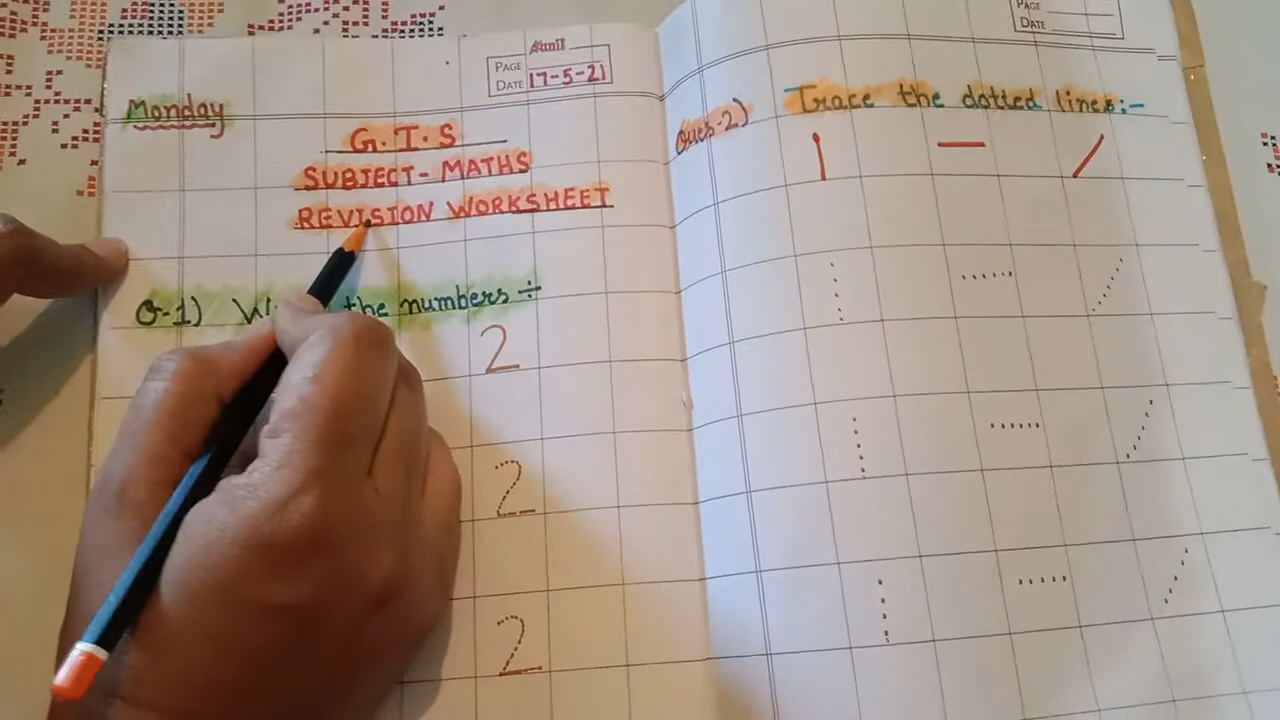 Sunil
PAGE
DATE 17-5-21
Monday
G.T.S
SUBJECT- MATHS
REVISION WORKSHEET
Q-1) W the numbers ÷
2
2
2
PAGE
DATE
Ques-2) Trace the dotted lines:-